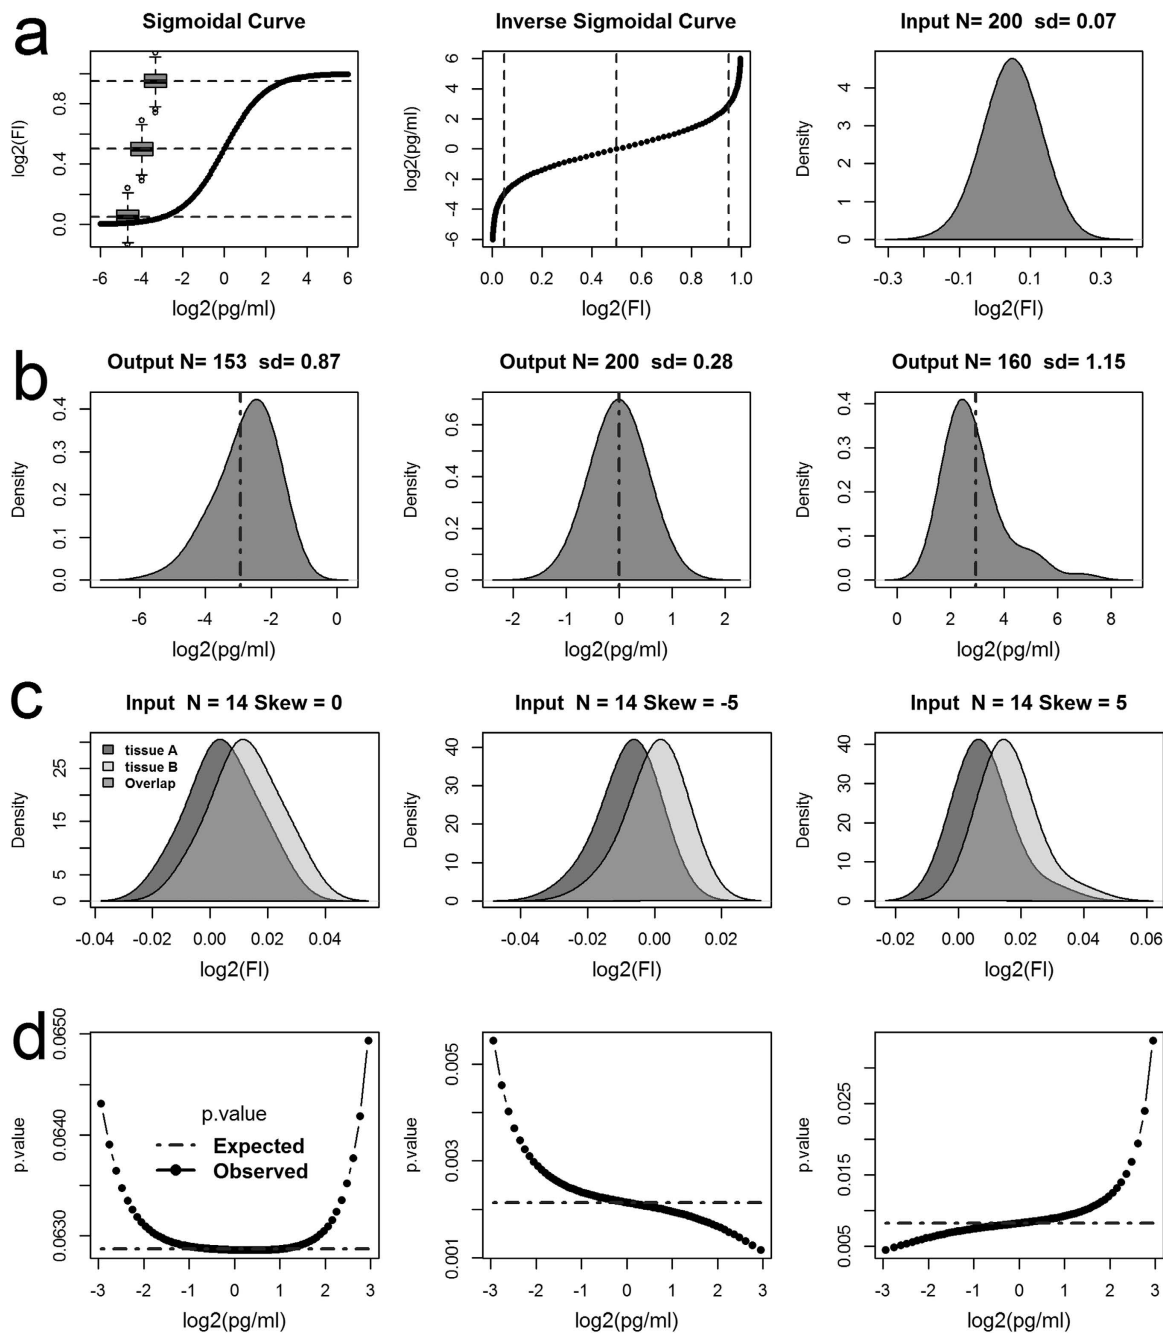 a
Sigmoidal Curve
log2(FI)
0.0 0.4 0.8
-6 -4 -2 0 2 4 6
log2(pg/ml)
Inverse Sigmoidal Curve
log2(pg/ml)
-6 -4 -2 0 2 4 6
0.0 0.2 0.4 0.6 0.8 1.0
log2(FI)
Input N= 200 sd= 0.07
Density
0 1 2 3 4
-0.3 -0.1 0.1 0.3
log2(FI)
b
Output N= 153 sd= 0.87
Density
0.0 0.1 0.2 0.3 0.4
-6 -4 -2 0
log2(pg/ml)
Output N= 200 sd= 0.28
Density
0.0 0.2 0.4 0.6
-2 -1 0 1 2
log2(pg/ml)
Output N= 160 sd= 1.15
Density
0.0 0.1 0.2 0.3 0.4
0 2 4 6 8
log2(pg/ml)
c
Input N = 14 Skew = 0
tissue A
tissue B
Overlap
Density
0 5 15 25
-0.04 -0.02 0.00 0.02 0.04
log2(FI)
Input N = 14 Skew = -5
Density
0 10 20 30 40
-0.04 -0.02 0.00 0.02
log2(FI)
Input N = 14 Skew = 5
Density
0 10 20 30 40
-0.02 0.00 0.02 0.04 0.06
log2(FI)
d
p.value
0.0630 0.0640 0.0650
p.value
Expected
Observed
-3 -2 -1 0 1 2 3
log2(pg/ml)
p.value
0.001 0.003 0.005
-3 -2 -1 0 1 2 3
log2(pg/ml)
p.value
0.005 0.015 0.025
-3 -2 -1 0 1 2 3
log2(pg/ml)